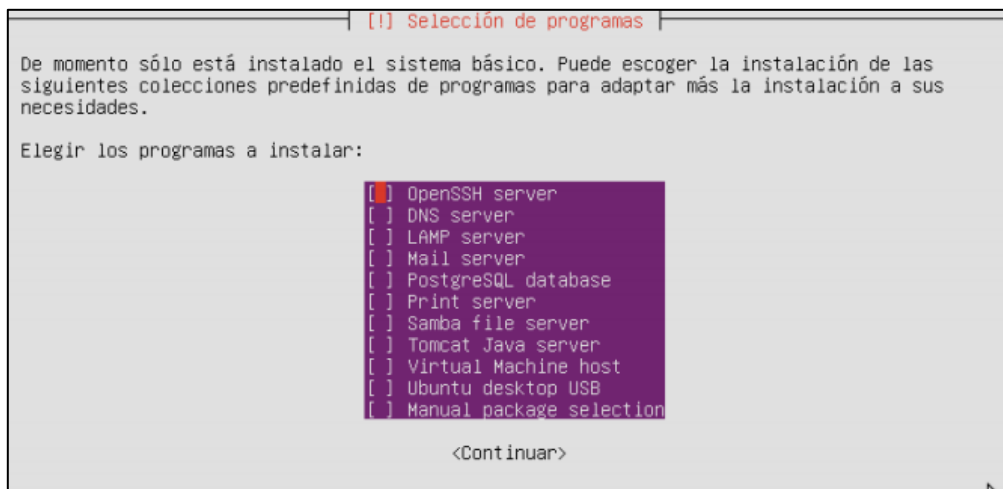 [!] Selección de programas
De momento sólo está instalado el sistema básico. Puede escoger la instalación de las
siguientes colecciones predefinidas de programas para adaptar más la instalación a sus
necesidades.
Elegir los programas a instalar:
[ ] OpenSSH server
[ ] DNS server
[ ] LAMP server
[ ] Mail server
[ ] PostgreSQL database
[ ] Print server
[ ] Samba file server
[ ] Tomcat Java server
[ ] Virtual Machine host
[ ] Ubuntu desktop USB
[ ] Manual package selection
<Continuar>